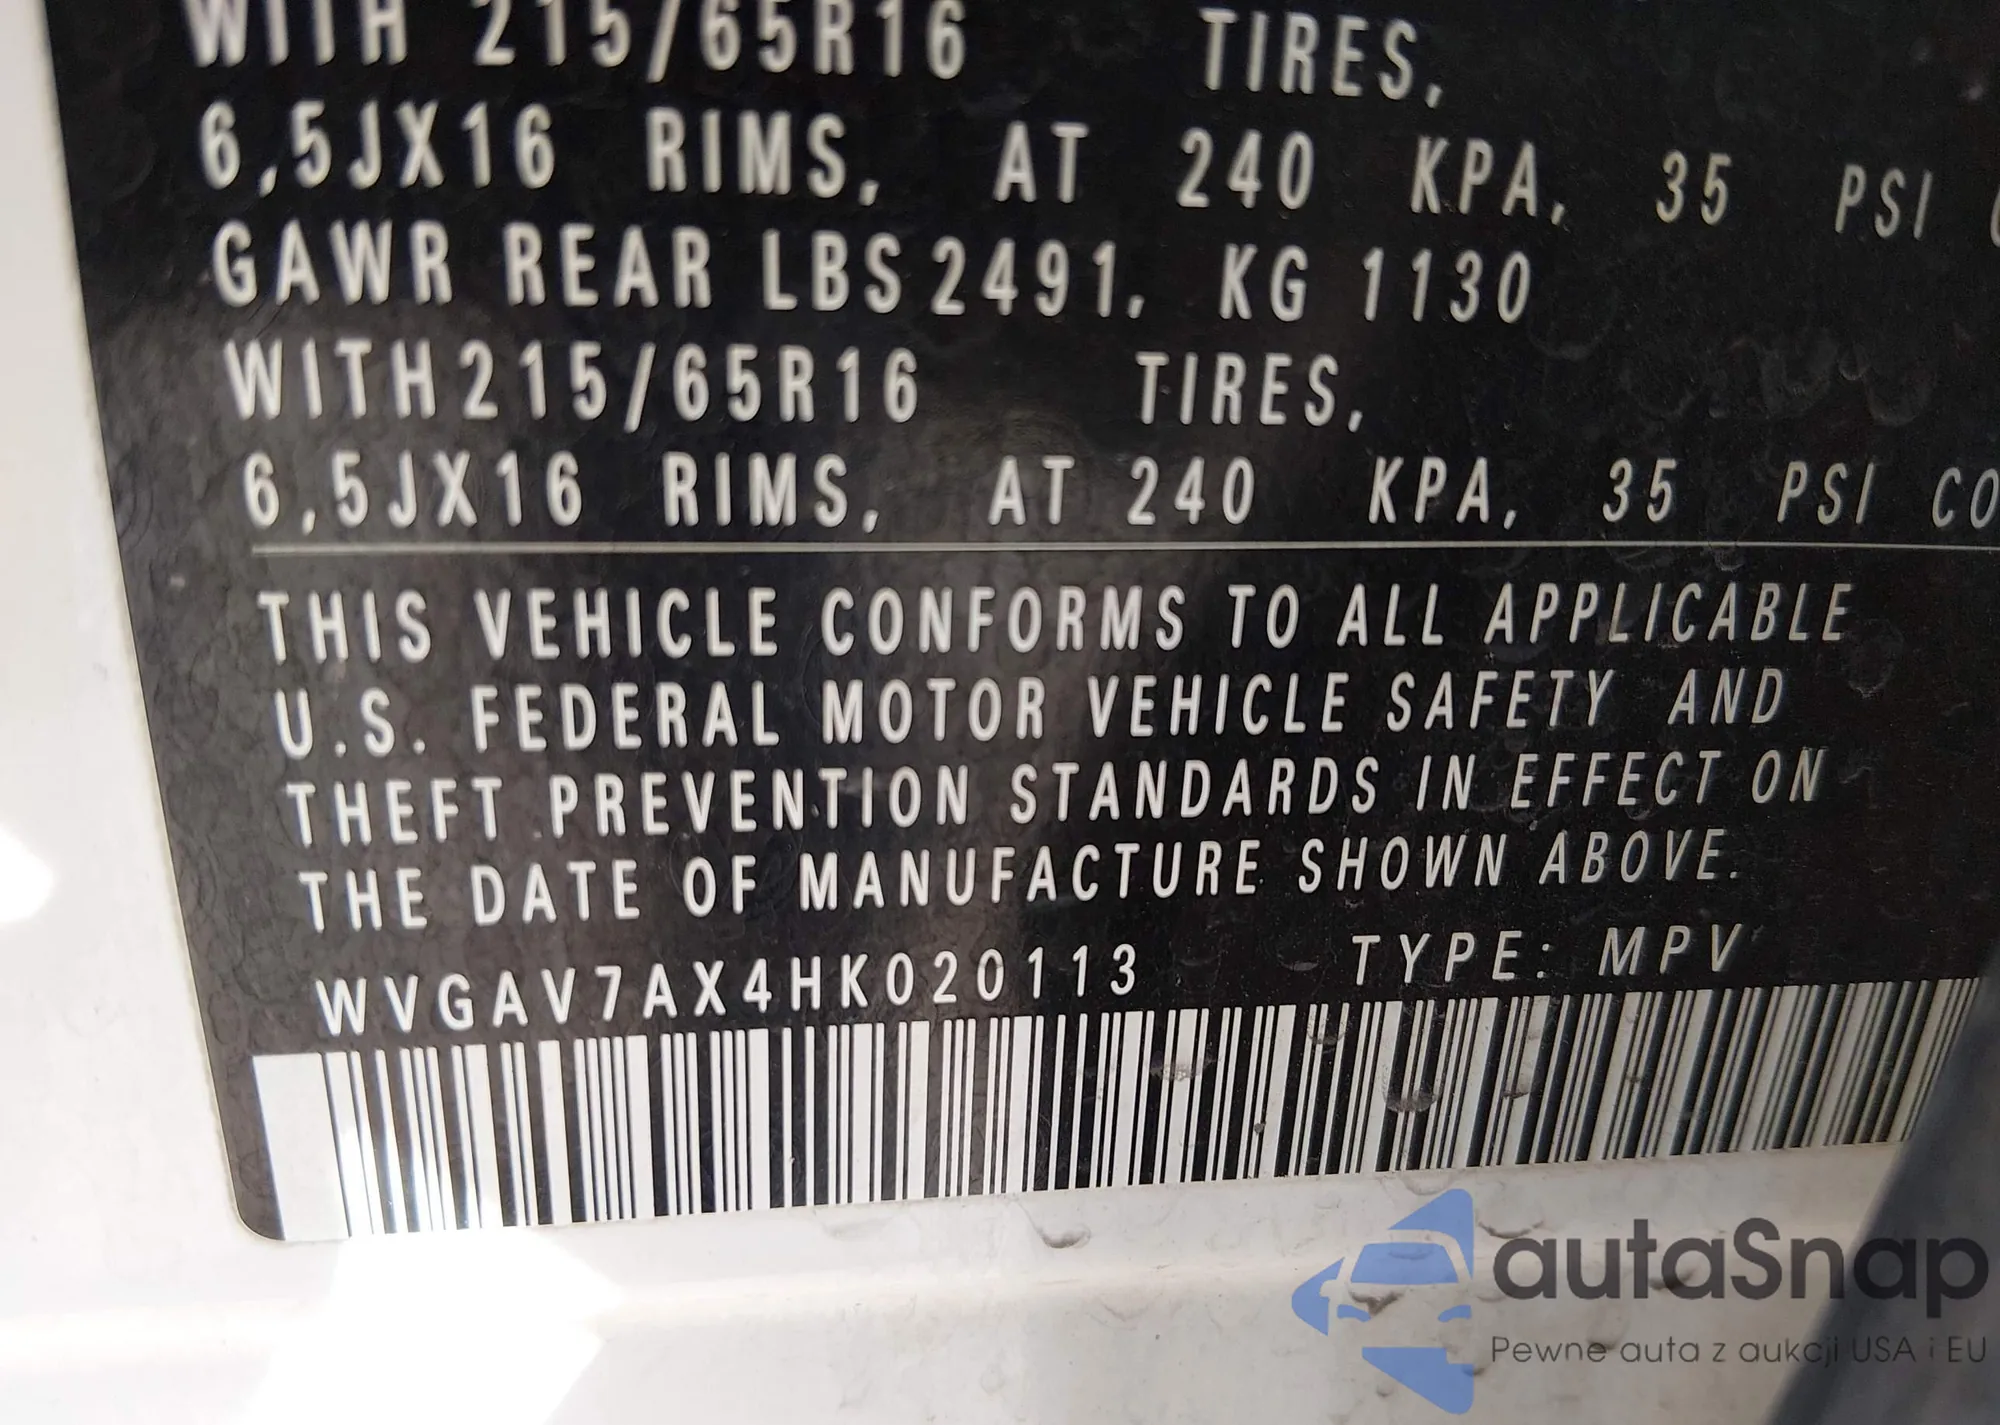 WITH 215/65R16 TIRES,
6,5JX16 RIMS, AT 240 KPA, 35 PSI
GAWR REAR LBS 2491, KG 1130
WITH 215/65R16 TIRES,
6,5JX16 RIMS, AT 240 KPA, 35 PSI CO
THIS VEHICLE CONFORMS TO ALL APPLICABLE
U.S. FEDERAL MOTOR VEHICLE SAFETY AND
THEFT PREVENTION STANDARDS IN EFFECT ON
THE DATE OF MANUFACTURE SHOWN ABOVE.
WVGAV7AX4HK020113 TYPE: MPV
autaSnap
Pewne auta z aukcji USA i EU